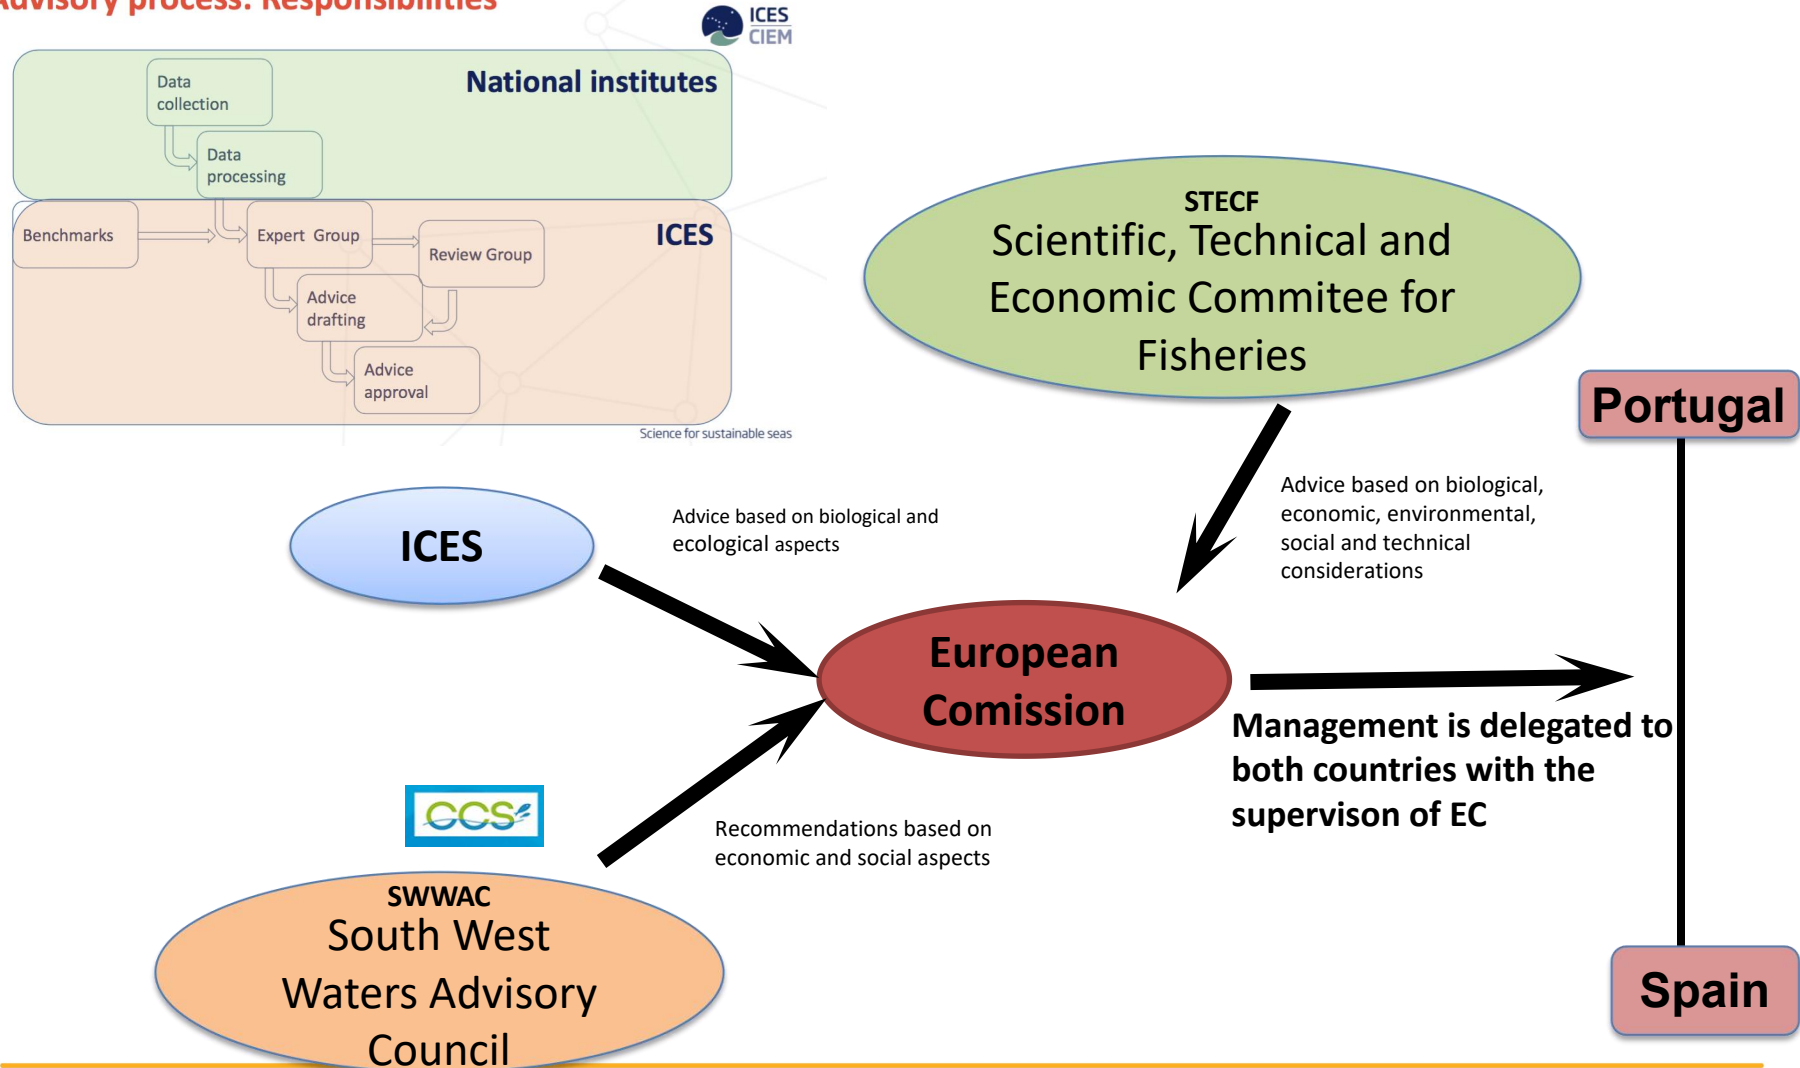 Advisory process: Responsibilities
ICES
CIEM
National institutes
Data
collection
Data
processing
Benchmarks
Expert Group
Review Group
ICES
Advice
drafting
Advice
approval
Science for sustainable seas
STECF
Scientific, Technical and
Economic Commitee for
Fisheries
Portugal
Advice based on biological,
economic, environmental,
social and technical
considerations
ICES
Advice based on biological and
ecological aspects
European
Comission
Management is delegated to
both countries with the
supervison of EC
CCS
Recommendations based on
economic and social aspects
SWWAC
South West
Waters Advisory
Council
Spain